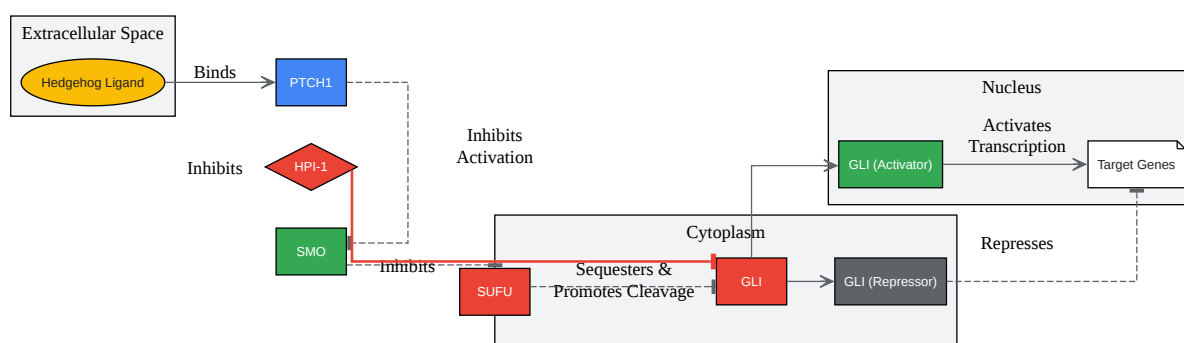 Extracellular Space
Hedgehog Ligand
Binds
PTCH1
Inhibits
Activation
Inhibits
HPI-1
SMO
Inhibits
Nucleus
GLI (Activator)
Activates
Transcription
Target Genes
Represses
Cytoplasm
SUFU
Sequesters &
Promotes Cleavage
GLI
GLI (Repressor)